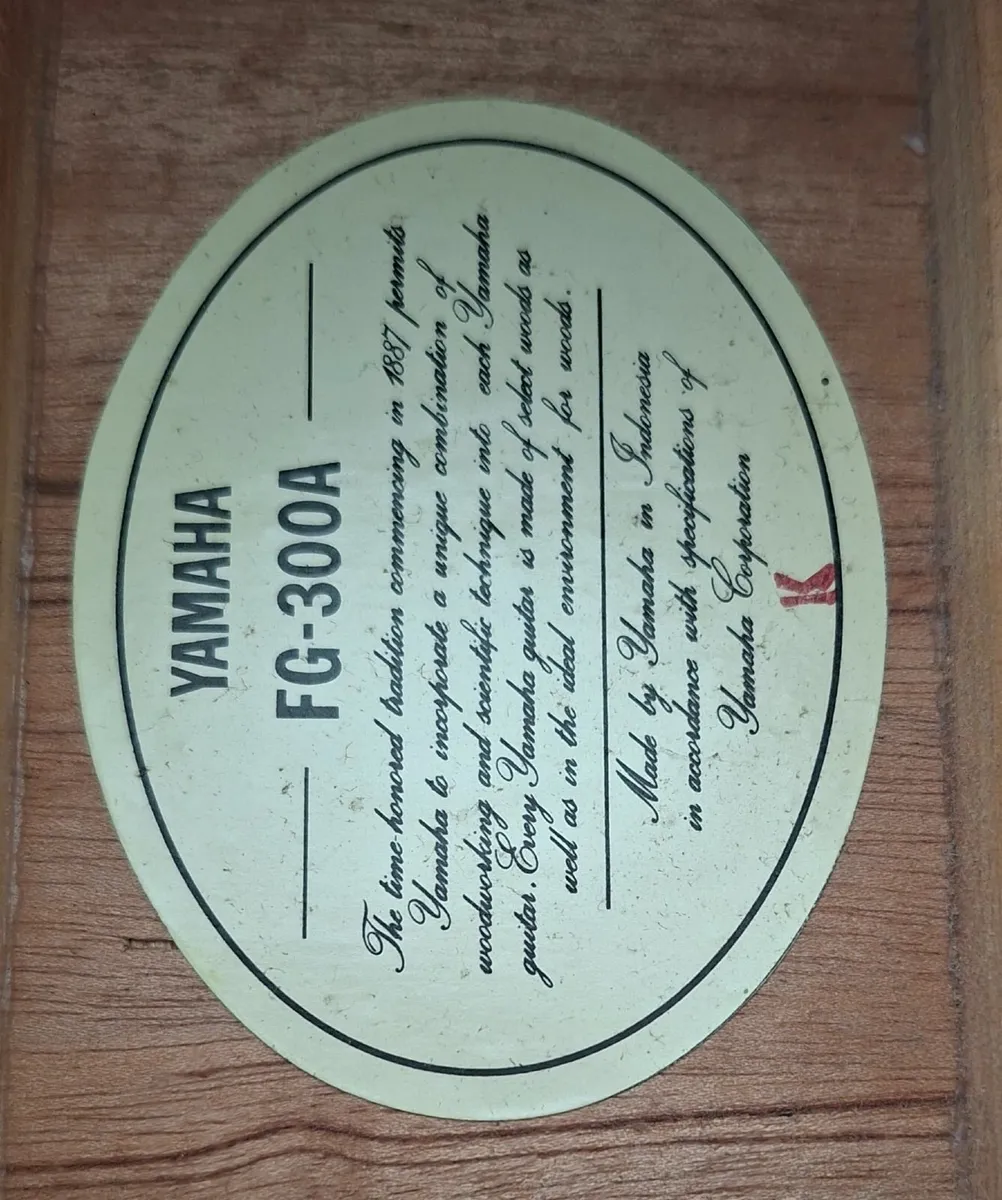 YAMAHA
FG-300A
The time-honored tradition commencing in 1887 permits
Yamaha to incorporate a unique combination of
woodworking and scientific technique into each Yamaha
guitar. Every Yamaha guitar is made of select woods as
well as in the ideal environment for woods.
Made by Yamaha in Indonesia
in accordance with specifications of
Yamaha Corporation
K